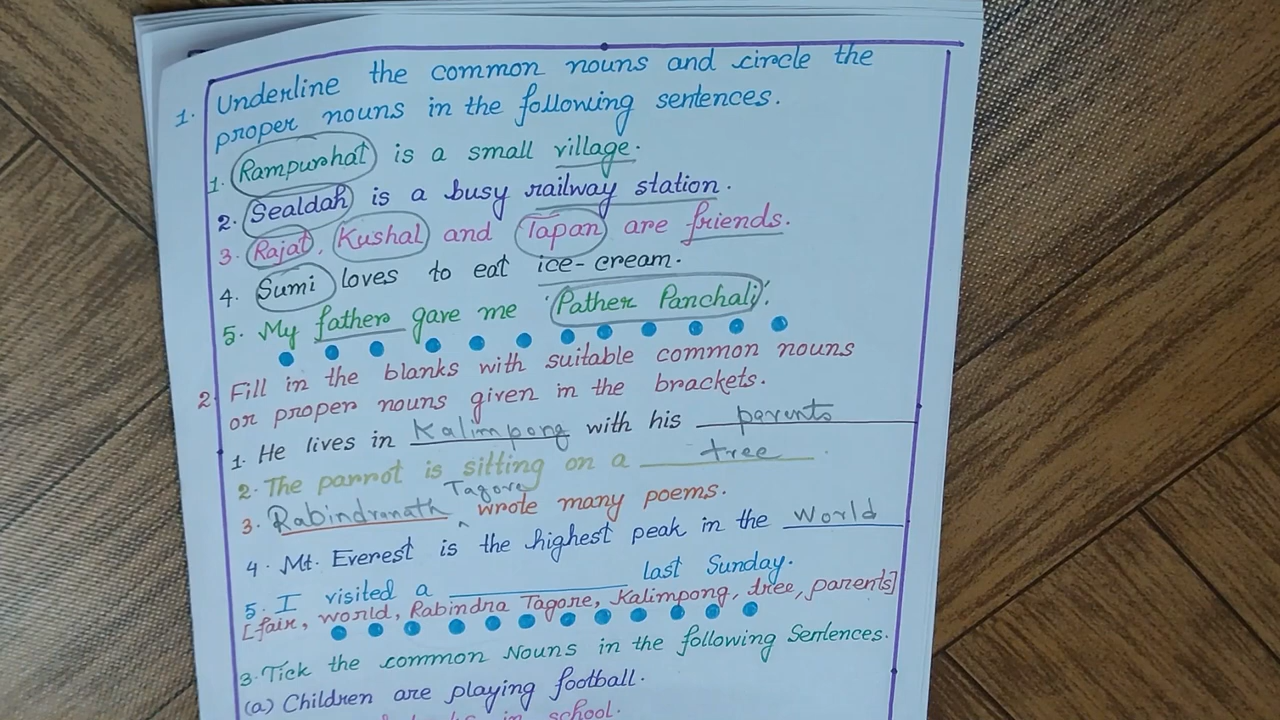 1. Underline the common nouns and circle the
proper nouns in the following sentences.
1. Rampurhat is a small village.
2. Sealdah is a busy railway station.
3. Rajat, Kushal and Tapan are friends.
4. Sumi loves to eat ice-cream.
5. My father gave me 'Pather Panchali'.
2. Fill in the blanks with suitable common nouns
or proper nouns given in the brackets.
1. He lives in Kalimpong with his parents
2. The parrot is sitting on a tree.
3. Rabindranath Tagore wrote many poems.
4. Mt. Everest is the highest peak in the World
5. I visited a ________ last Sunday.
[fair, world, Rabindra Tagore, Kalimpong, tree, parents]
3. Tick the common Nouns in the following Sentences.
(a) Children are playing football.
in school.